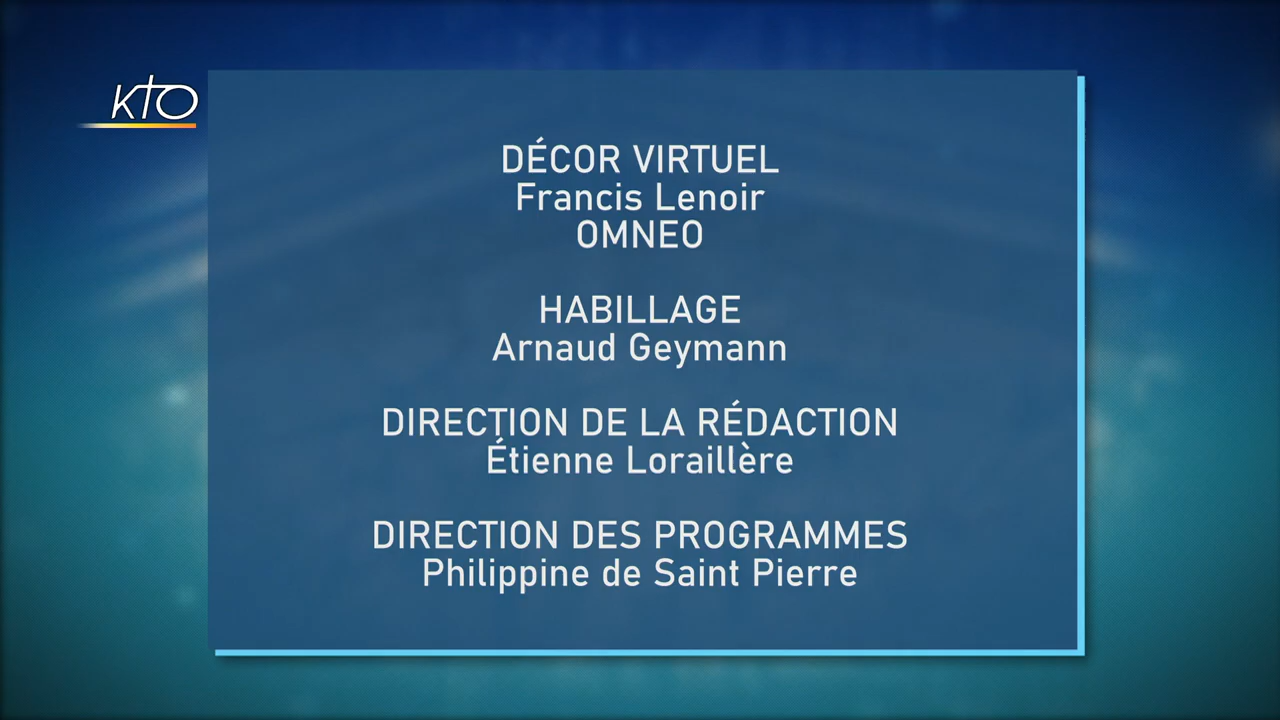 KTO
DÉCOR VIRTUEL
Francis Lenoir
OMNEO
HABILLAGE
Arnaud Geymann
DIRECTION DE LA RÉDACTION
Étienne Loraillère
DIRECTION DES PROGRAMMES
Philippine de Saint Pierre